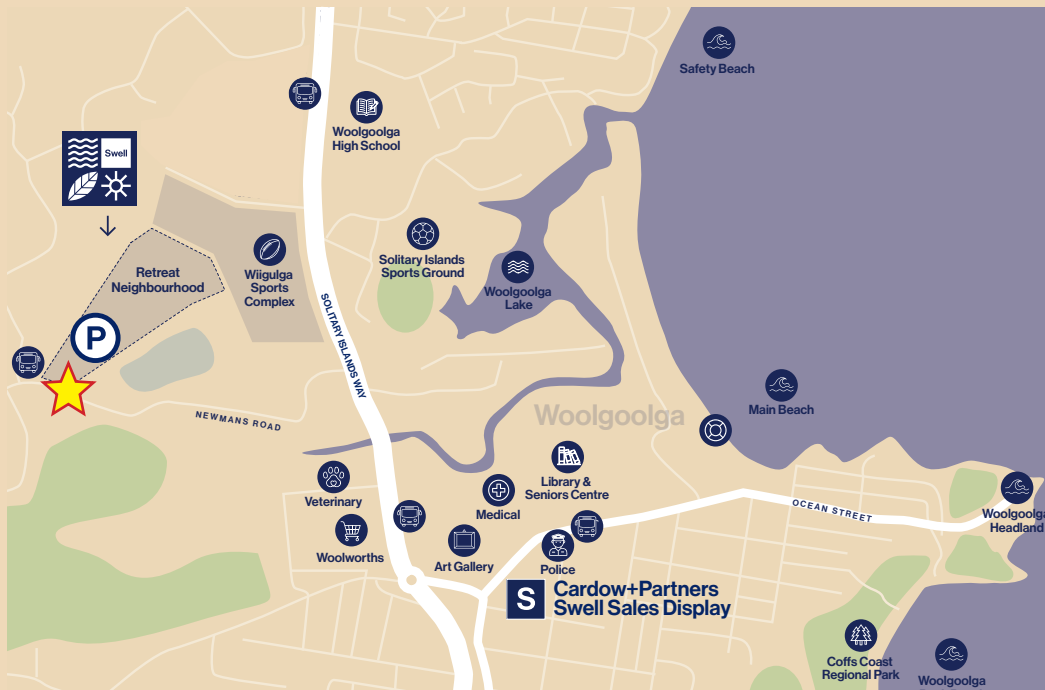 Safety Beach
Woolgoolga
High School
Swell
Solitary Islands
Sports Ground
Retreat
Neighbourhood
Wiigulga
Sports
Complex
Woolgoolga
Lake
SOLITARY ISLANDS WAY
P
NEWMANS ROAD
Woolgoolga
Main Beach
Library &
Seniors Centre
Veterinary
Medical
OCEAN STREET
Woolgoolga
Headland
Woolworths
Art Gallery
Police
S
Cardow+Partners
Swell Sales Display
Coffs Coast
Regional Park
Woolgoolga